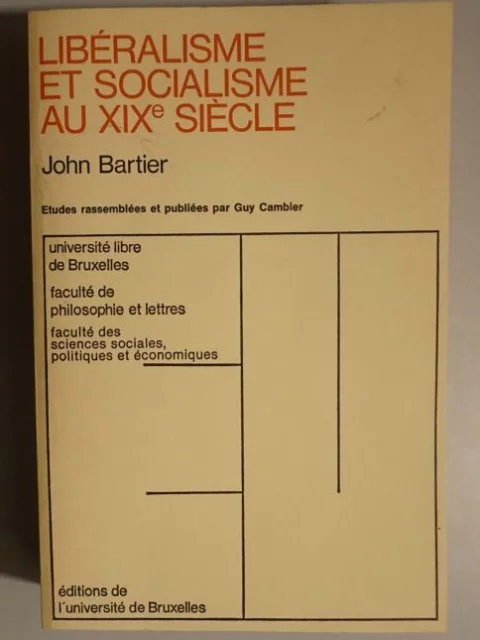 LIBÉRALISME
ET SOCIALISME
AU XIXe SIÈCLE
John Bartier
Etudes rassemblées et publiées par Guy Cambier
université libre
de Bruxelles
faculté de
philosophie et lettres
faculté des
sciences sociales,
politiques et économiques
éditions de
l'université de Bruxelles